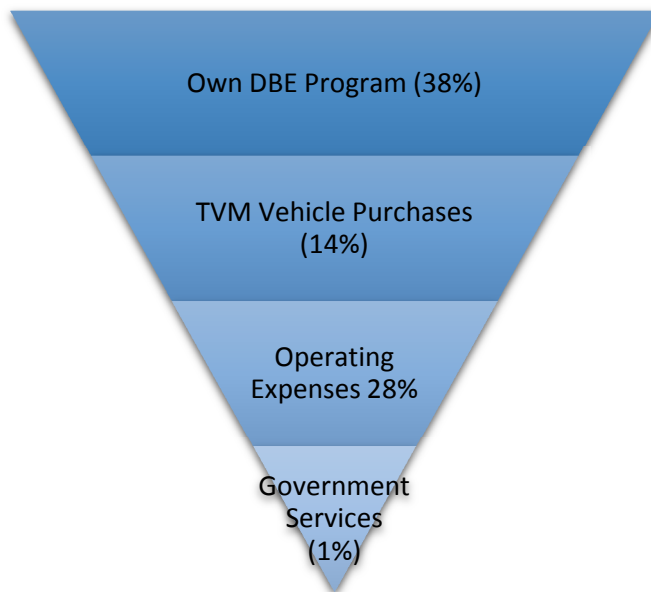 Own DBE Program (38%)
TVM Vehicle Purchases
(14%)
Operating
Expenses 28%
Government
Services
(1%)